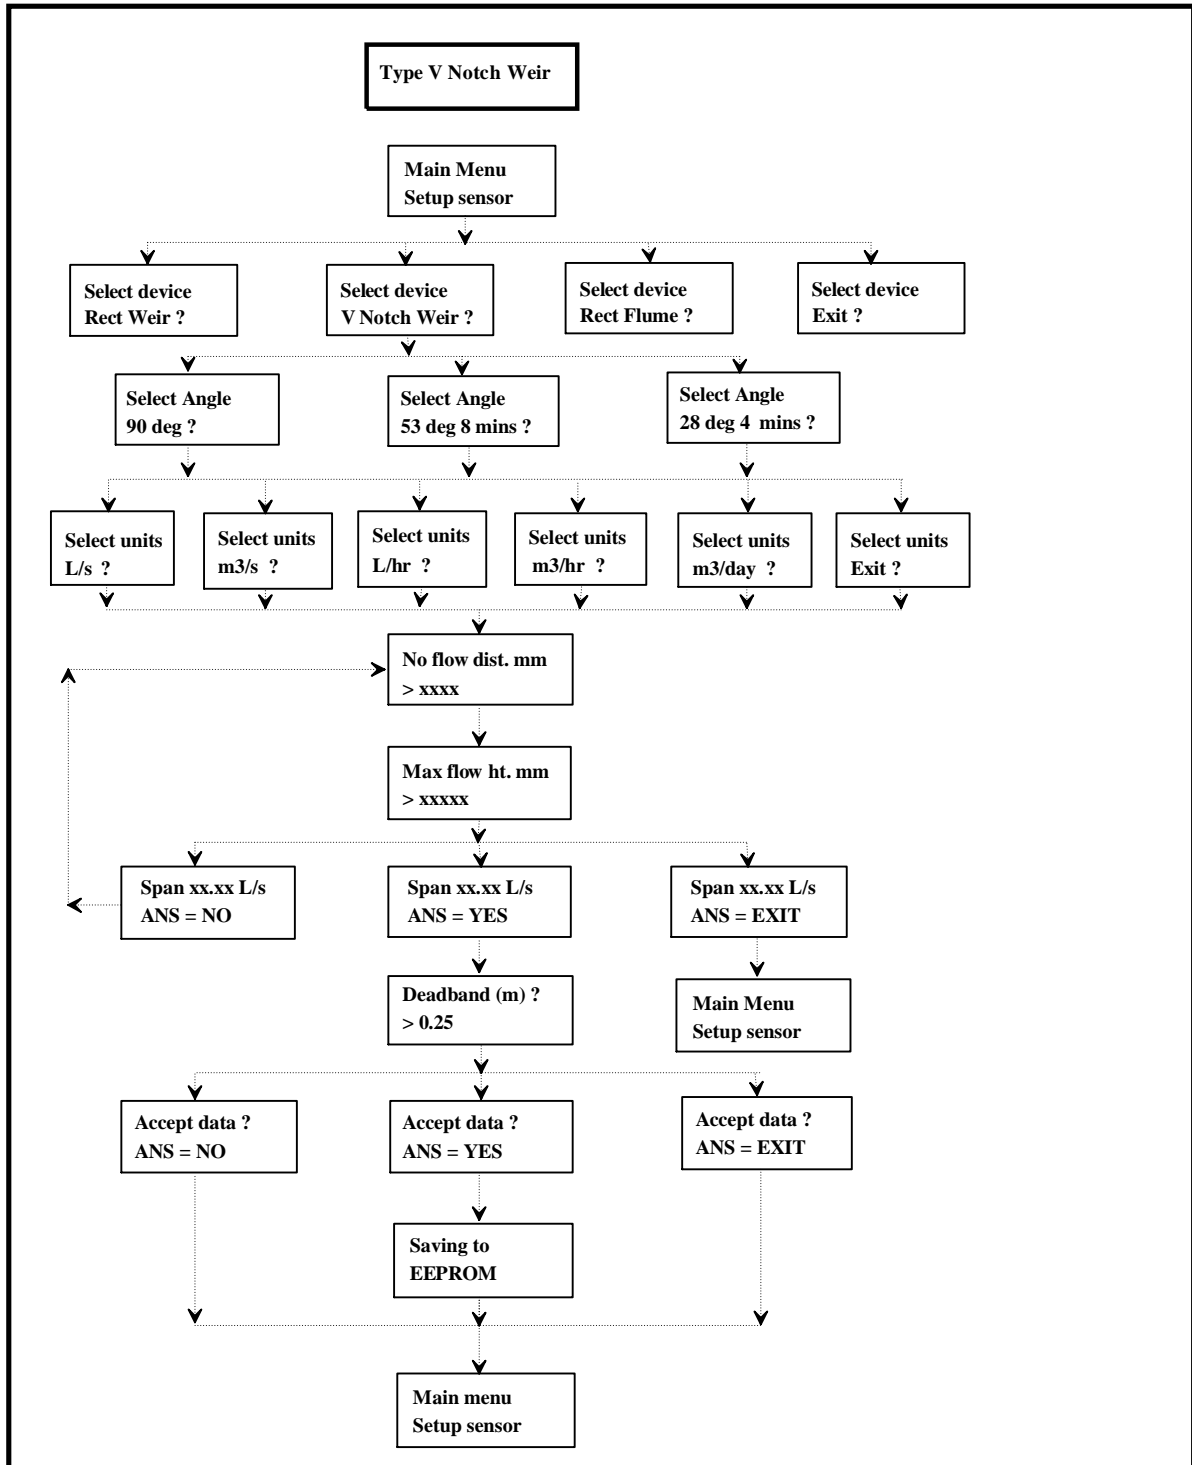 Type V Notch Weir
Main Menu
Setup sensor
Select device
Rect Weir ?
Select device
V Notch Weir ?
Select device
Rect Flume ?
Select device
Exit ?
Select Angle
90 deg ?
Select Angle
53 deg 8 mins ?
Select Angle
28 deg 4 mins ?
Select units
L/s ?
Select units
m3/s ?
Select units
L/hr ?
Select units
m3/hr ?
Select units
m3/day ?
Select units
Exit ?
No flow dist. mm
> xxxx
Max flow ht. mm
> xxxxx
Span xx.xx L/s
ANS = NO
Span xx.xx L/s
ANS = YES
Span xx.xx L/s
ANS = EXIT
Deadband (m) ?
> 0.25
Main Menu
Setup sensor
Accept data ?
ANS = NO
Accept data ?
ANS = YES
Accept data ?
ANS = EXIT
Saving to
EEPROM
Main menu
Setup sensor